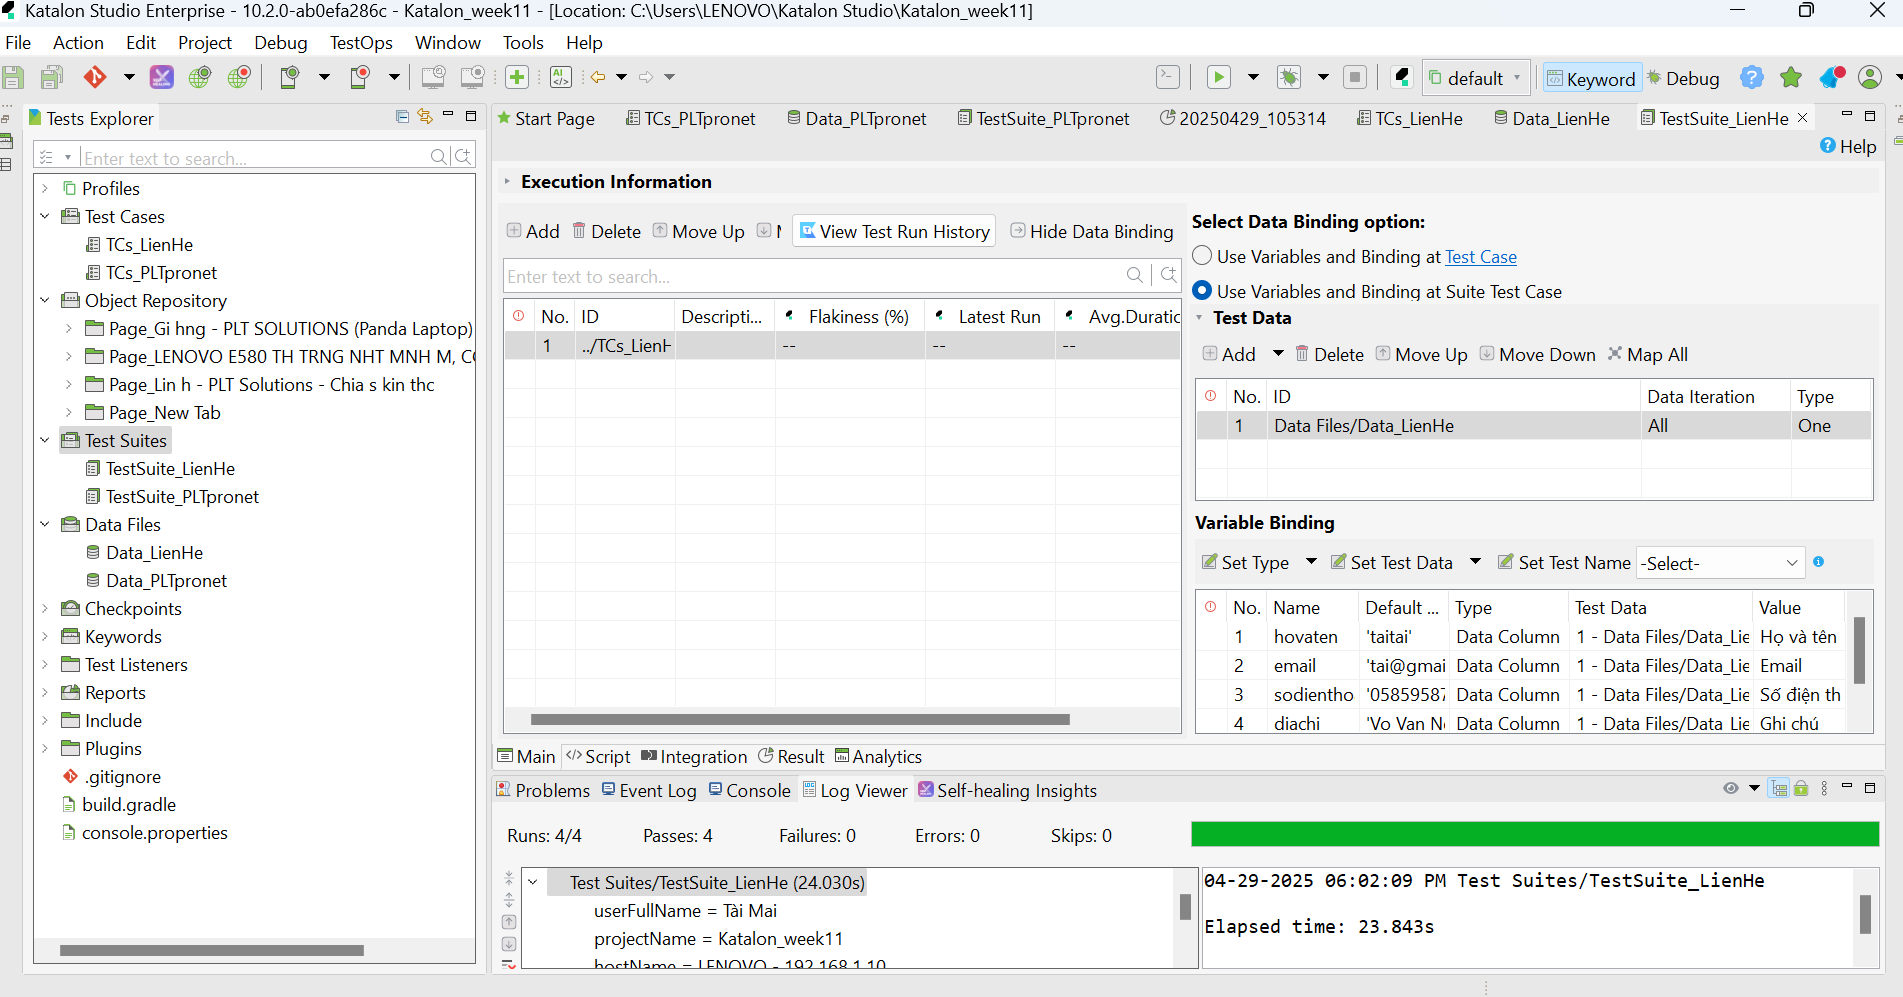 Katalon Studio Enterprise - 10.2.0-ab0efa286c - Katalon_week11 - [Location: C:\Users\LENOVO\Katalon Studio\Katalon_week11]
File Action Edit Project Debug TestOps Window Tools Help
default Keyword Debug
Tests Explorer
Enter text to search...
Profiles
Test Cases
TCs_LienHe
TCs_PLTpronet
Object Repository
Page_Gi hng - PLT SOLUTIONS (Panda Laptop)
Page_LENOVO E580 TH TRNG NHT MNH M, C
Page_Lin h - PLT Solutions - Chia s kin thc
Page_New Tab
Test Suites
TestSuite_LienHe
TestSuite_PLTpronet
Data Files
Data_LienHe
Data_PLTpronet
Checkpoints
Keywords
Test Listeners
Reports
Include
Plugins
.gitignore
build.gradle
console.properties
Start Page TCs_PLTpronet Data_PLTpronet TestSuite_PLTpronet 20250429_105314 TCs_LienHe Data_LienHe TestSuite_LienHe
Help
Execution Information
Add Delete Move Up View Test Run History Hide Data Binding
Enter text to search...
No. ID Descripti... Flakiness (%) Latest Run Avg.Duratic
1 ../TCs_LienH -- -- --
Select Data Binding option:
Use Variables and Binding at Test Case
Use Variables and Binding at Suite Test Case
Test Data
Add Delete Move Up Move Down Map All
No. ID Data Iteration Type
1 Data Files/Data_LienHe All One
Variable Binding
Set Type Set Test Data Set Test Name -Select-
No. Name Default ... Type Test Data Value
1 hovaten 'taitai' Data Column 1 - Data Files/Data_Lie Họ và tên
2 email 'tai@gmai Data Column 1 - Data Files/Data_Lie Email
3 sodientho '05859587 Data Column 1 - Data Files/Data_Lie Số điện th
4 diachi 'Vo Van N Data Column 1 - Data Files/Data_Lie Ghi chú
Main Script Integration Result Analytics
Problems Event Log Console Log Viewer Self-healing Insights
Runs: 4/4 Passes: 4 Failures: 0 Errors: 0 Skips: 0
Test Suites/TestSuite_LienHe (24.030s)
userFullName = Tài Mai
projectName = Katalon_week11
hostName = LENOVO - 192.168.1.10
04-29-2025 06:02:09 PM Test Suites/TestSuite_LienHe
Elapsed time: 23.843s